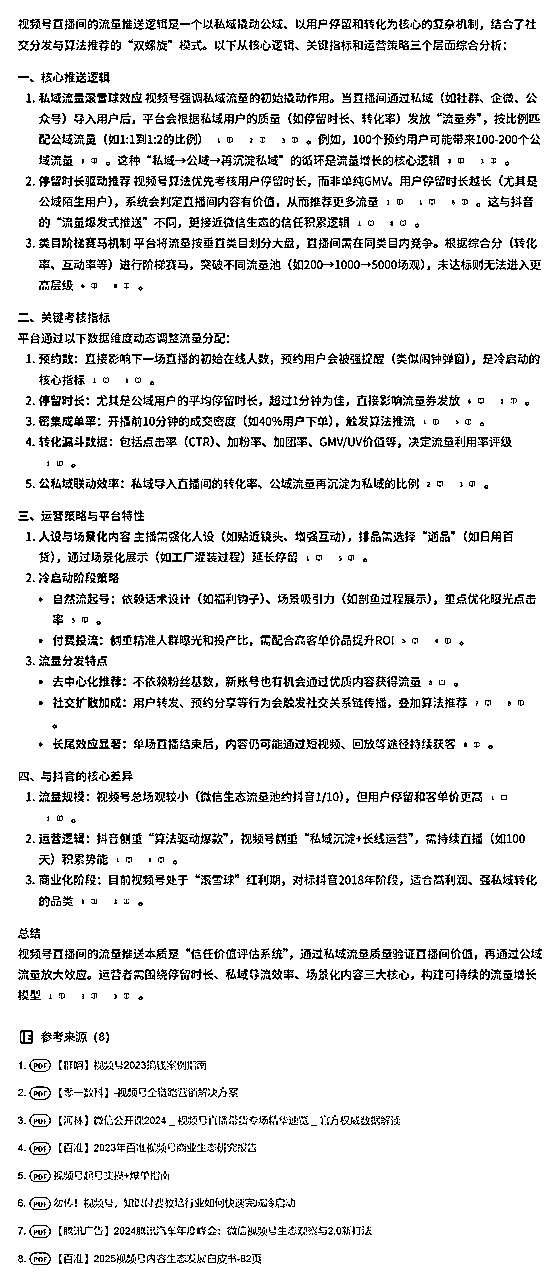 视频号直播间的流量推送逻辑是一个以私域撬动公域、以用户停留和转化为核心的复杂机制，结合了社
交分发与算法推荐的“双螺旋”模式。以下从核心逻辑、关键指标和运营策略三个层面综合分析：
一、核心推送逻辑
1. 私域流量滚雪球效应 视频号强调私域流量的初始撬动作用。当直播间通过私域（如社群、企微、公
众号）导入用户后，平台会根据私域用户的质量（如停留时长、转化率）发放“流量券”，按比例匹
配公域流量（如1:1到1:2的比例） 。例如，100个预约用户可能带来100-200个公
域流量 。这种“私域→公域→再沉淀私域”的循环是流量增长的核心逻辑 。
2. 停留时长驱动推荐 视频号算法优先考核用户停留时长，而非单纯GMV。用户停留时长越长（尤其是
公域陌生用户），系统会判定直播间内容有价值，从而推荐更多流量 。这与抖音
的“流量爆发式推送”不同，更接近微信生态的信任积累逻辑 。
3. 类目阶梯赛马机制 平台将流量按垂直类目划分大盘，直播间需在同类目内竞争。根据综合分（转化
率、互动率等）进行阶梯赛马，突破不同流量池（如200→1000→5000场观），未达标则无法进入更
高层级 。
二、关键考核指标
平台通过以下数据维度动态调整流量分配：
1. 预约数：直接影响下一场直播的初始在线人数，预约用户会被强提醒（类似闹钟弹窗），是冷启动的
核心指标 。
2. 停留时长：尤其是公域用户的平均停留时长，超过1分钟为佳，直接影响流量券发放 。
3. 密集成单率：开播前10分钟的成交密度（如40%用户下单），触发算法推流 。
4. 转化漏斗数据：包括点击率（CTR）、加粉率、加团率、GMV/UV价值等，决定流量利用率评级
。
5. 公私域联动效率：私域导入直播间的转化率、公域流量再沉淀为私域的比例 。
三、运营策略与平台特性
1. 人设与场景化内容 主播需强化人设（如贴近镜头、增强互动），排品需选择“通品”（如日用百
货），通过场景化展示（如工厂灌装过程）延长停留 。
2. 冷启动阶段策略
• 自然流起号：依赖话术设计（如福利钩子）、场景吸引力（如剖鱼过程展示），重点优化曝光点击
率 。
• 付费投流：侧重精准人群曝光和投产比，需配合高客单价品提升ROI 。
3. 流量分发特点
• 去中心化推荐：不依赖粉丝基数，新账号也有机会通过优质内容获得流量 。
• 社交扩散加成：用户转发、预约分享等行为会触发社交关系链传播，叠加算法推荐
。
• 长尾效应显著：单场直播结束后，内容仍可能通过短视频、回放等途径持续获客 。
四、与抖音的核心差异
1. 流量规模：视频号总场观较小（微信生态流量池约抖音1/10），但用户停留和客单价更高
。
2. 运营逻辑：抖音侧重“算法驱动爆款”，视频号侧重“私域沉淀+长线运营”，需持续直播（如100
天）积累势能 。
3. 商业化阶段：目前视频号处于“滚雪球”红利期，对标抖音2018年阶段，适合高利润、强私域转化
的品类 。
总结
视频号直播间的流量推送本质是“信任价值评估系统”，通过私域流量质量验证直播间价值，再通过公域
流量放大效应。运营者需围绕停留时长、私域导流效率、场景化内容三大核心，构建可持续的流量增长
模型 。
参考来源（8）
1. PDF 【群响】视频号2023搞钱案例指南
2. PDF 【零一数科】-视频号全链路营销解决方案
3. PDF 微信公开课2024 _ 视频号直播带货专场精华速览 _ 官方权威数据解读
4. PDF 【百准】2023年百准视频号商业生态研究报告
5. PDF 视频号起号实操+爆单指南
6. PDF 视频号，知识付费教培行业如何快速完成冷启动
7. PDF 【腾讯广告】2024腾讯汽车年度峰会：微信视频号生态观察与2.0新打法
8. PDF 【百准】2025视频号内容生态发展白皮书-82页